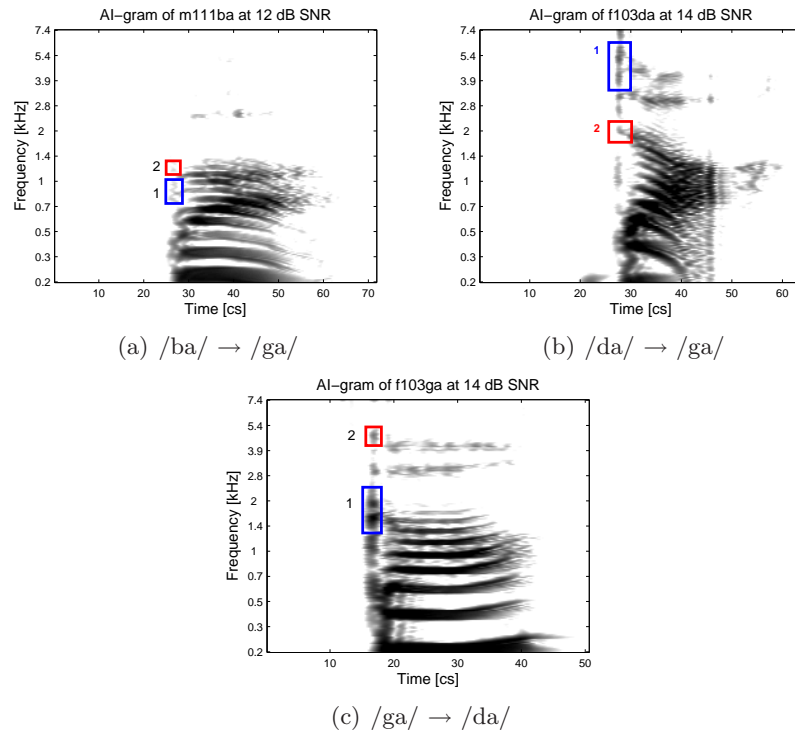 AI−gram of m111ba at 12 dB SNR
7.4
5.4
3.9
2.8
2
1.4
1
0.7
0.5
0.3
0.2
Frequency [kHz]
2
1
10 20 30 40 50 60 70
Time [cs]
(a) /ba/ → /ga/
AI−gram of f103da at 14 dB SNR
7.4
5.4
3.9
2.8
2
1.4
1
0.7
0.5
0.3
0.2
Frequency [kHz]
1
2
10 20 30 40 50 60
Time [cs]
(b) /da/ → /ga/
AI−gram of f103ga at 14 dB SNR
7.4
5.4
3.9
2.8
2
1.4
1
0.7
0.5
0.3
0.2
Frequency [kHz]
2
1
10 20 30 40 50
Time [cs]
(c) /ga/ → /da/